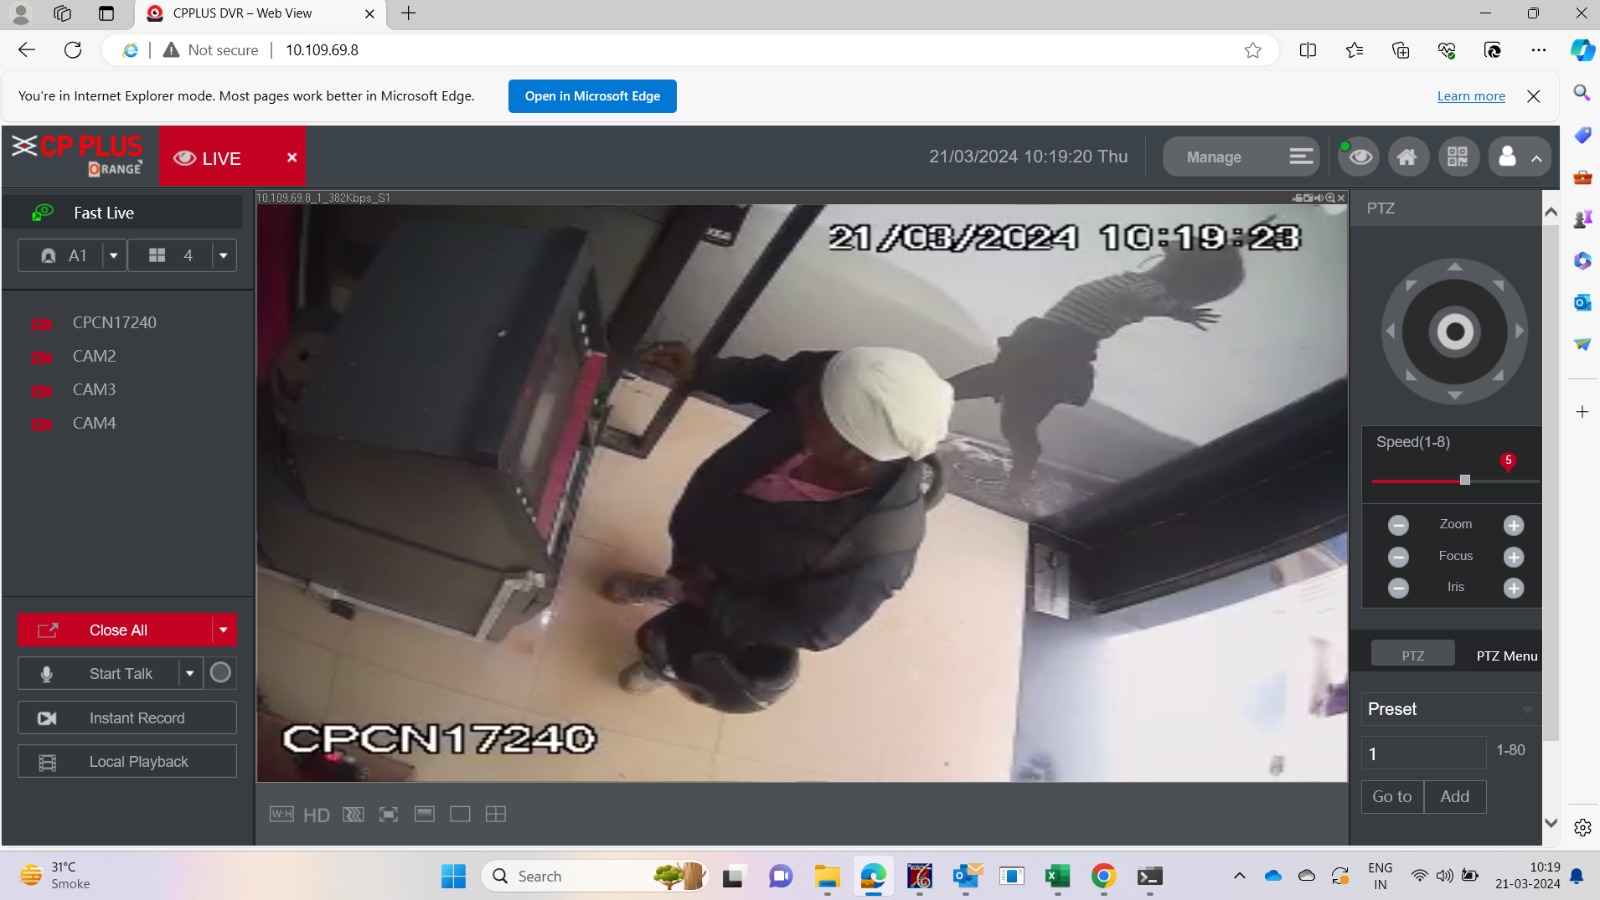 CPPLUS DVR – Web View
Not secure
10.109.69.8
You're in Internet Explorer mode. Most pages work better in Microsoft Edge.
Open in Microsoft Edge
Learn more
CP PLUS
ORANGE
LIVE
21/03/2024 10:19:20 Thu
Manage
Fast Live
A1
4
CPCN17240
CAM2
CAM3
CAM4
Close All
Start Talk
Instant Record
Local Playback
10.109.69.8_1_382Kbps_S1
21/03/2024 10:19:23
CPCN17240
W:H
HD
PTZ
Speed(1-8)
5
Zoom
Focus
Iris
PTZ
PTZ Menu
Preset
1
1-80
Go to
Add
31°C
Smoke
Search
ENG
IN
10:19
21-03-2024